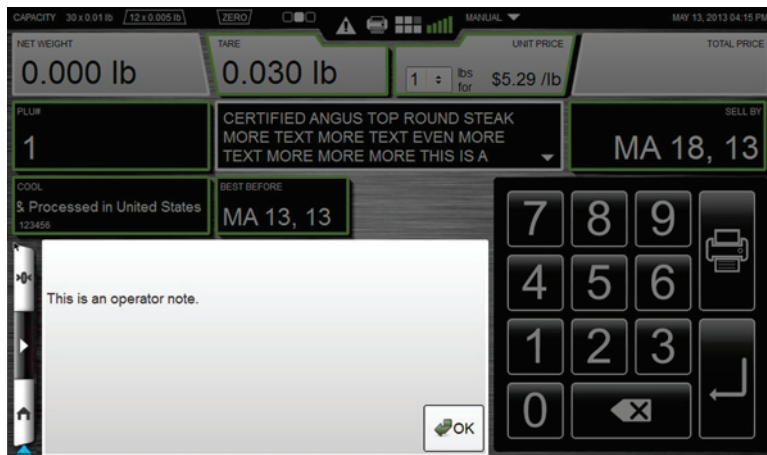 CAPACITY 30 x 0.01 lb 12 x 0.005 lb ZERO MANUAL MAY 13, 2013 04:15 PM
NET WEIGHT TARE UNIT PRICE TOTAL PRICE
0.000 lb 0.030 lb 1 lbs for $5.29 /lb
PLU#
1
CERTIFIED ANGUS TOP ROUND STEAK
MORE TEXT MORE TEXT EVEN MORE
TEXT MORE MORE MORE THIS IS A
SELL BY
MA 18, 13
COOL
& Processed in United States
123456
BEST BEFORE
MA 13, 13
>0<
This is an operator note.
OK
7 8 9
4 5 6
1 2 3
0